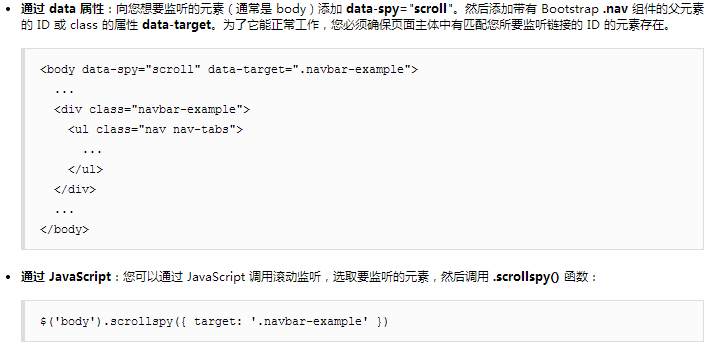 • 通过 data 属性：向您想要监听的元素（通常是 body）添加 data-spy="scroll"。然后添加带有 Bootstrap .nav 组件的父元素
的 ID 或 class 的属性 data-target。为了它能正常工作，您必须确保页面主体中有匹配您所要监听链接的 ID 的元素存在。
<body data-spy="scroll" data-target=".navbar-example">
  ...
  <div class="navbar-example">
    <ul class="nav nav-tabs">
      ...
    </ul>
  </div>
  ...
</body>
• 通过 JavaScript：您可以通过 JavaScript 调用滚动监听，选取要监听的元素，然后调用 .scrollspy() 函数：
$('body').scrollspy({ target: '.navbar-example' })